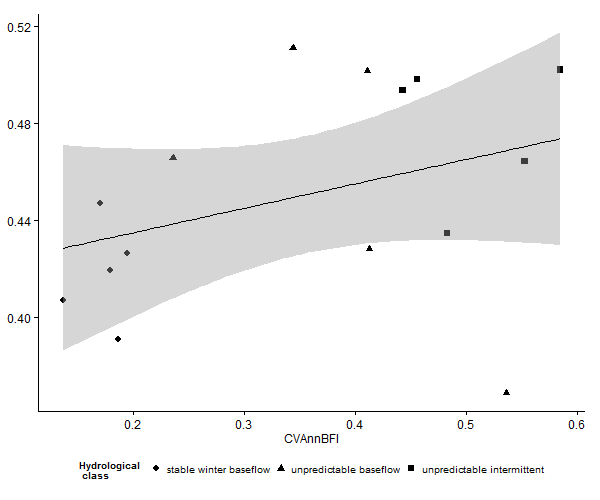 0.52
0.48
0.44
0.40
0.2 0.3 0.4 0.5 0.6
CVAnnBFI
Hydrological
class
stable winter baseflow unpredictable baseflow unpredictable intermittent